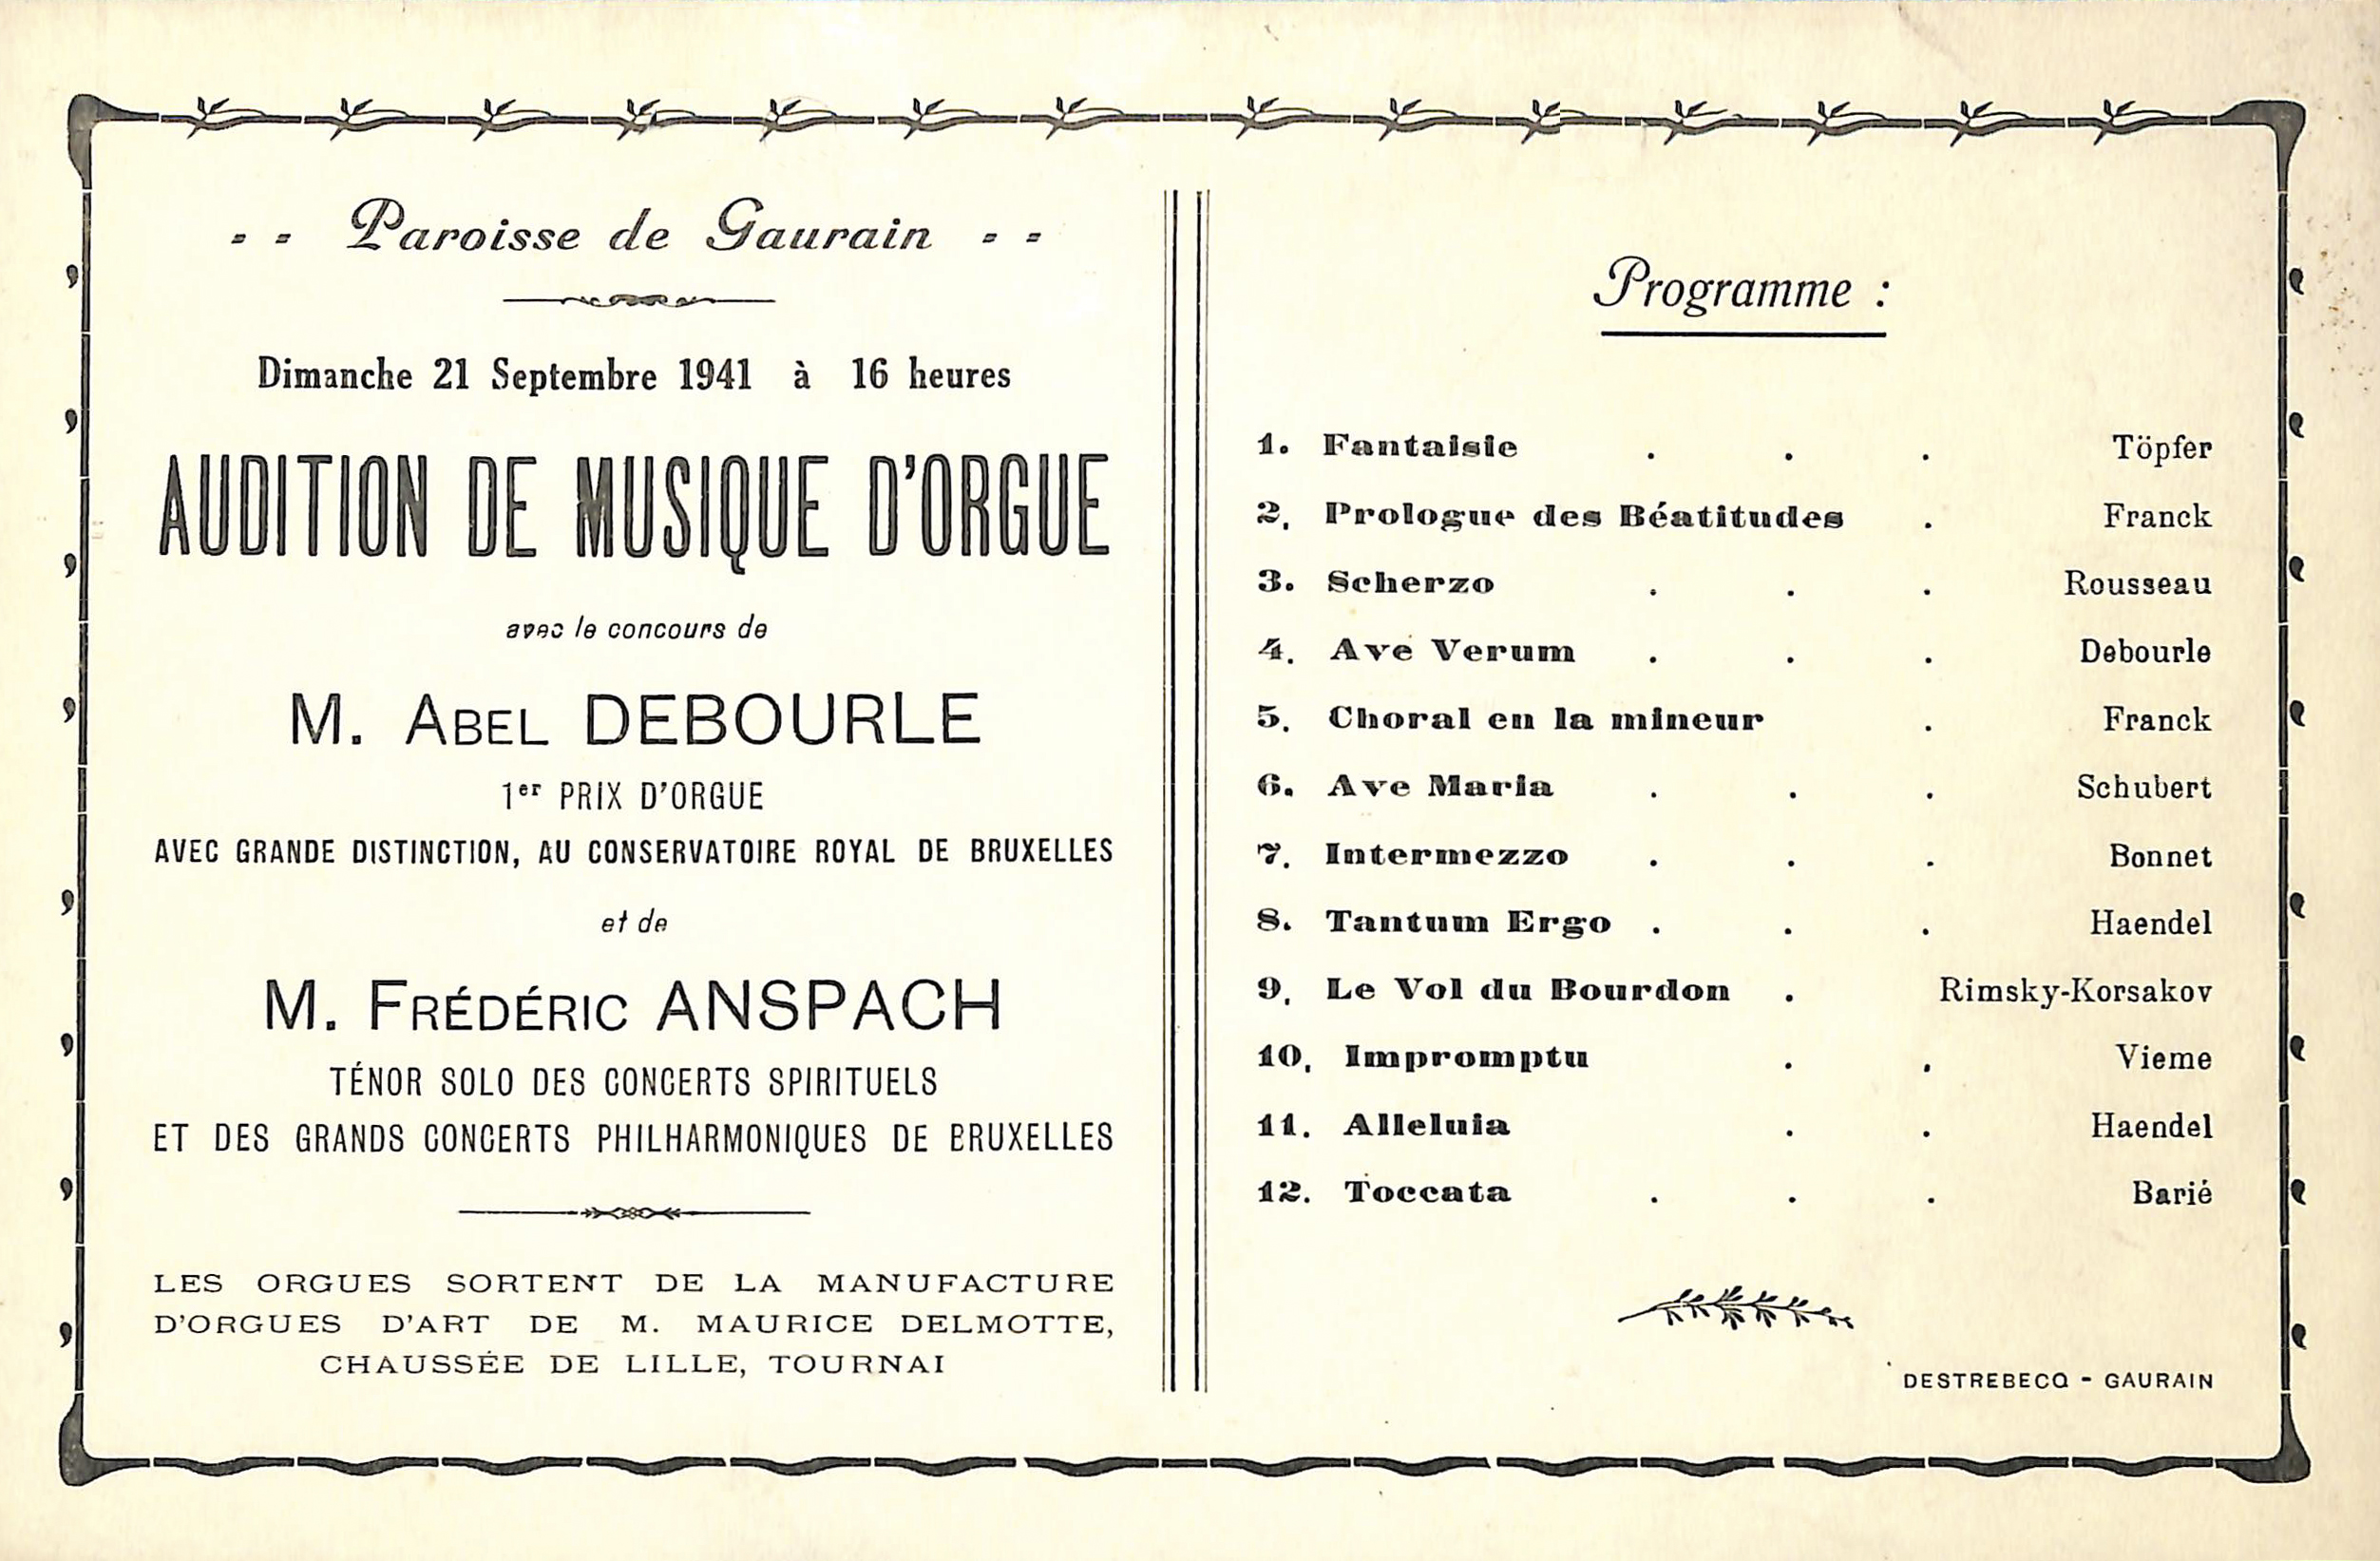 - - Paroisse de Gaurain - -
Dimanche 21 Septembre 1941 à 16 heures
AUDITION DE MUSIQUE D'ORGUE
avec le concours de
M. ABEL DEBOURLE
1er PRIX D'ORGUE
AVEC GRANDE DISTINCTION, AU CONSERVATOIRE ROYAL DE BRUXELLES
et de
M. FRÉDÉRIC ANSPACH
TÉNOR SOLO DES CONCERTS SPIRITUELS
ET DES GRANDS CONCERTS PHILHARMONIQUES DE BRUXELLES
LES ORGUES SORTENT DE LA MANUFACTURE
D'ORGUES D'ART DE M. MAURICE DELMOTTE,
CHAUSSÉE DE LILLE, TOURNAI
Programme :
1. Fantaisie . . . Töpfer
2. Prologue des Béatitudes . Franck
3. Scherzo . . . Rousseau
4. Ave Verum . . . Debourle
5. Choral en la mineur . Franck
6. Ave Maria . . . Schubert
7. Intermezzo . . . Bonnet
8. Tantum Ergo . . . Haendel
9. Le Vol du Bourdon . Rimsky-Korsakov
10. Impromptu . . Vieme
11. Alleluia . . Haendel
12. Toccata . . . Barié
DESTREBECQ - GAURAIN